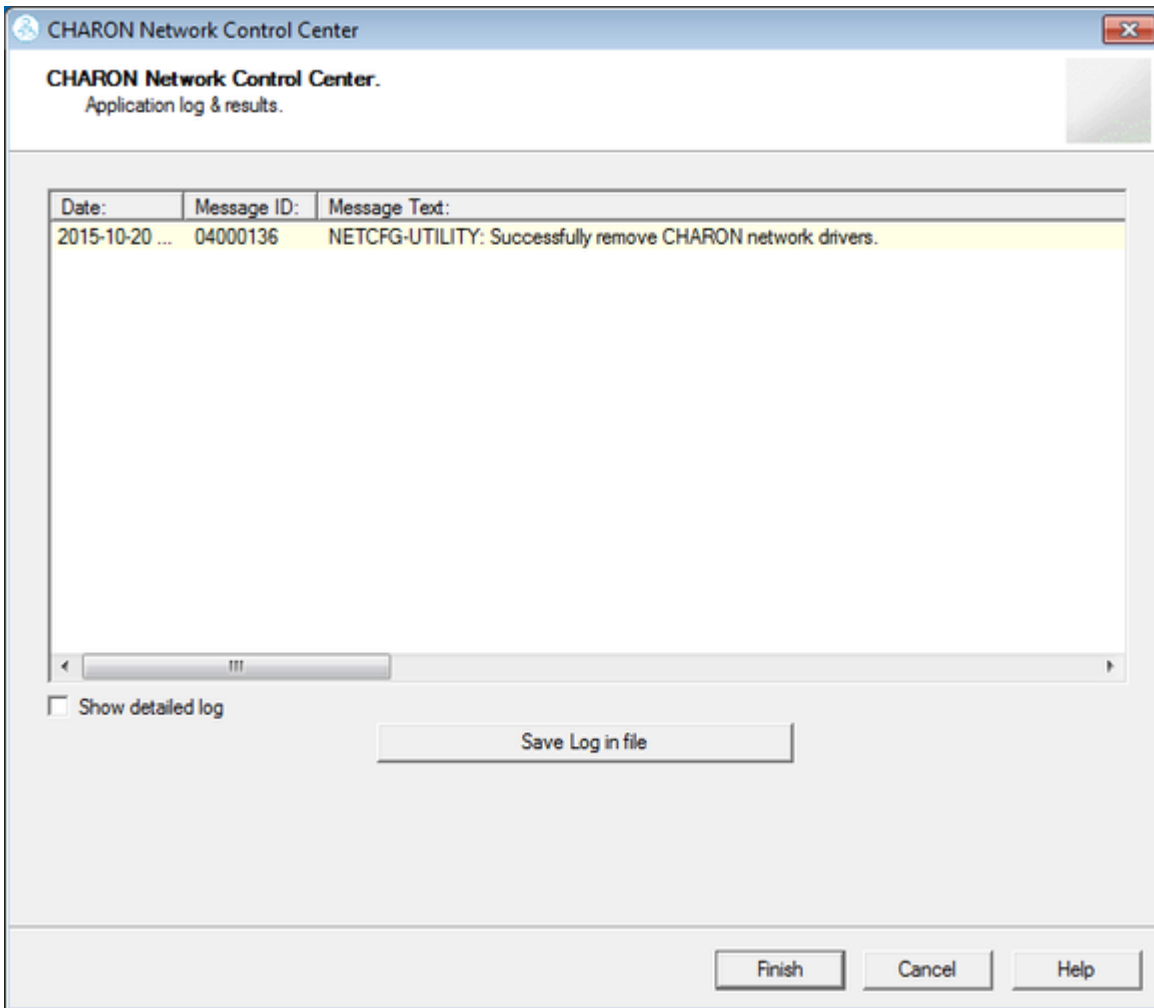 CHARON Network Control Center
CHARON Network Control Center.
Application log & results.
Date: Message ID: Message Text:
2015-10-20 ... 04000136 NETCFG-UTILITY: Successfully remove CHARON network drivers.
Show detailed log
Save Log in file
Finish Cancel Help